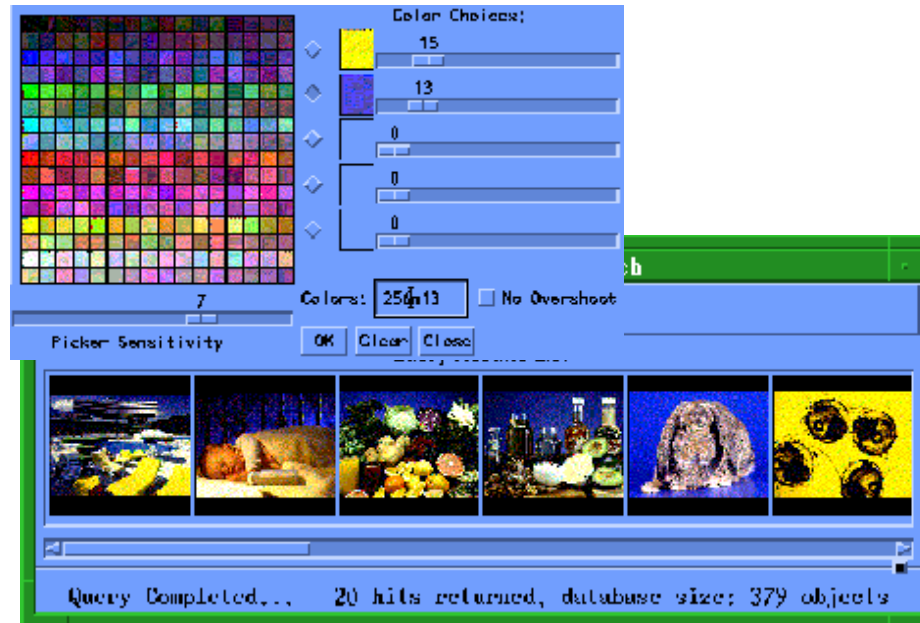 Color Choices:
15
13
0
0
0
7
Picker Sensitivity
Colors:
No Overshoot
OK Clear Close
Query Completed... 20 hits returned, database size: 379 objects